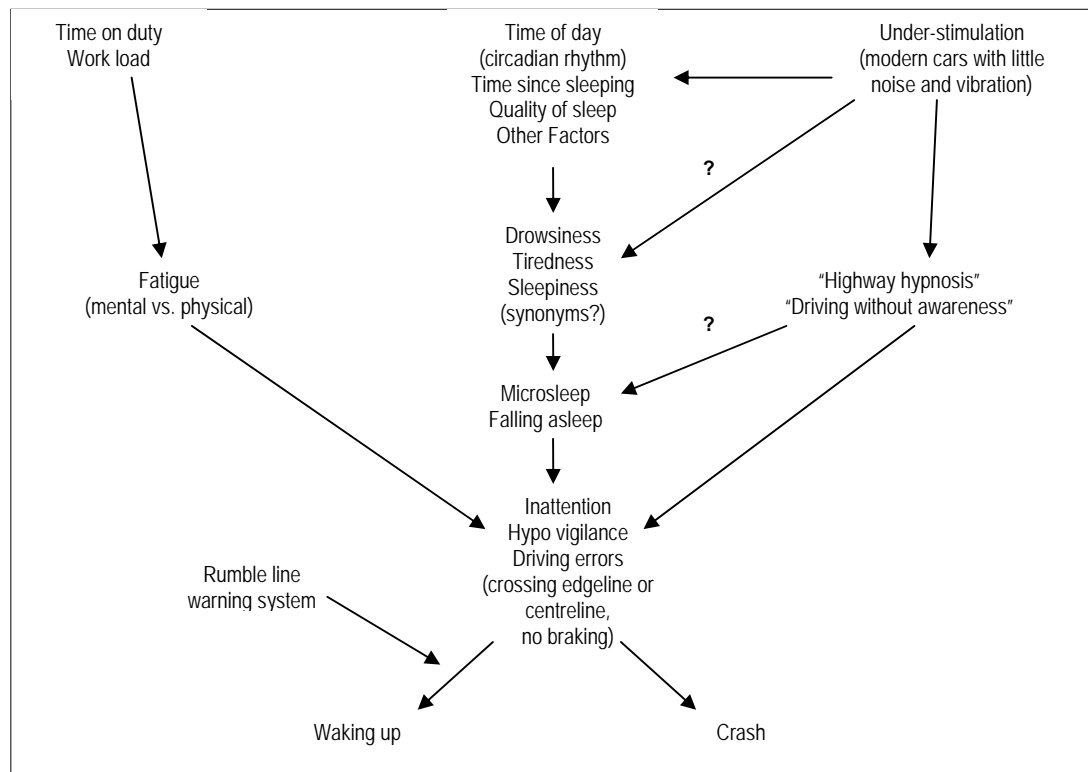 Time on duty
Work load
Time of day
(circadian rhythm)
Time since sleeping
Quality of sleep
Other Factors
Under-stimulation
(modern cars with little
noise and vibration)
?
Drowsiness
Tiredness
Sleepiness
(synonyms?)
Fatigue
(mental vs. physical)
“Highway hypnosis”
“Driving without awareness”
?
Microsleep
Falling asleep
Inattention
Hypo vigilance
Driving errors
(crossing edgeline or
centreline,
no braking)
Rumble line
warning system
Waking up
Crash